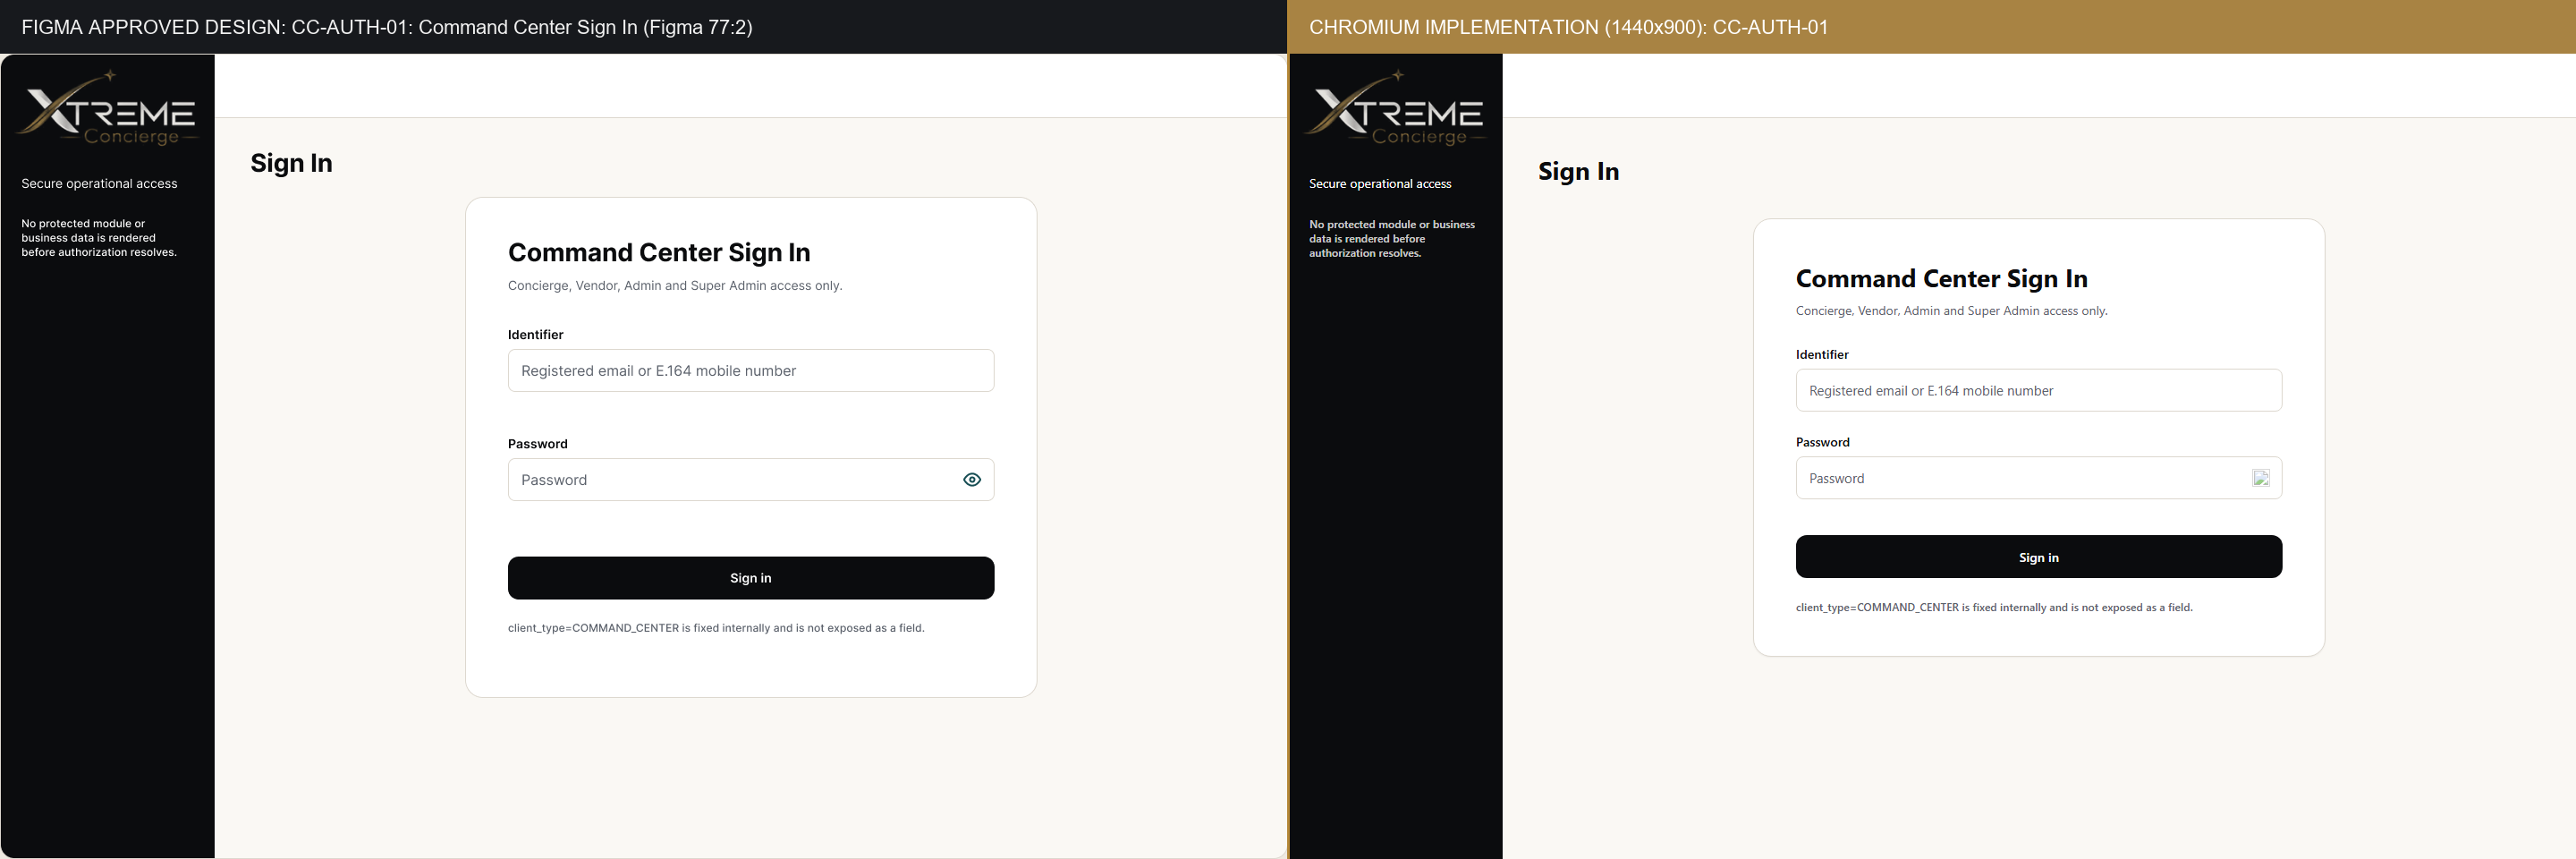 FIGMA APPROVED DESIGN: CC-AUTH-01: Command Center Sign In (Figma 77:2)
XTREME
Concierge
Secure operational access
No protected module or
business data is rendered
before authorization resolves.
Sign In
Command Center Sign In
Concierge, Vendor, Admin and Super Admin access only.
Identifier
Registered email or E.164 mobile number
Password
Password
Sign in
client_type=COMMAND_CENTER is fixed internally and is not exposed as a field.
CHROMIUM IMPLEMENTATION (1440x900): CC-AUTH-01
XTREME
Concierge
Secure operational access
No protected module or business
data is rendered before
authorization resolves.
Sign In
Command Center Sign In
Concierge, Vendor, Admin and Super Admin access only.
Identifier
Registered email or E.164 mobile number
Password
Password
Sign in
client_type=COMMAND_CENTER is fixed internally and is not exposed as a field.